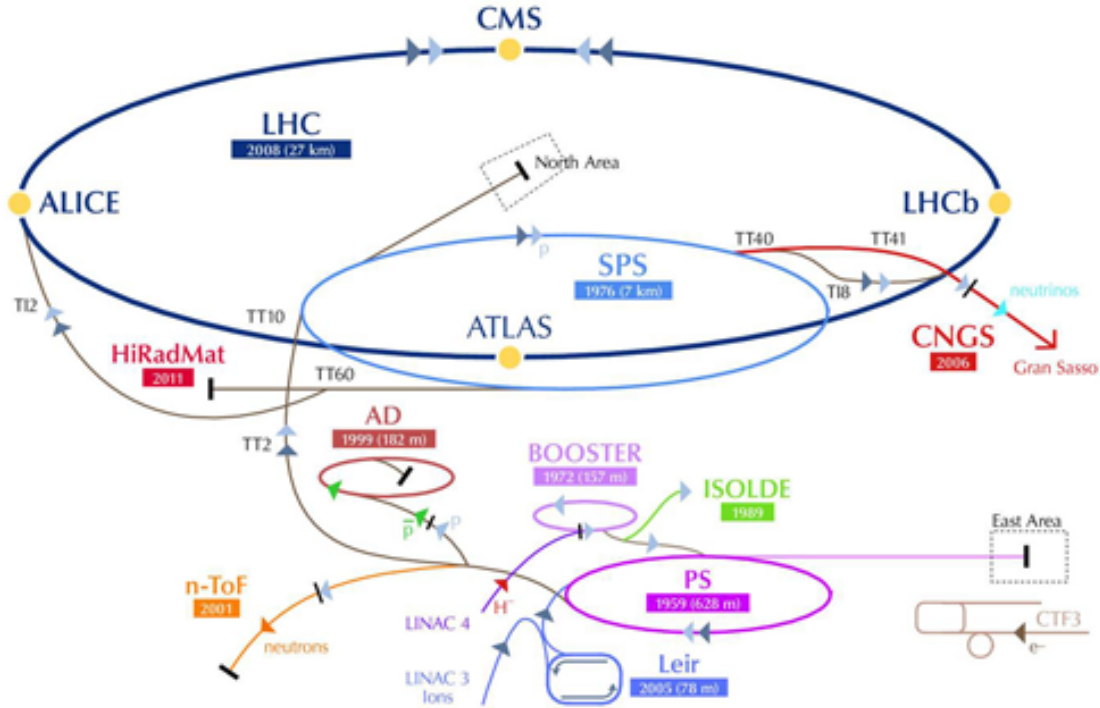 CMS
LHC
2008 (27 km)
North Area
ALICE
LHCb
TT40
TT41
p
SPS
1976 (7 km)
TI2
TT10
TI8
neutrinos
ATLAS
CNGS
2006
Gran Sasso
HiRadMat
2011
TT60
AD
1999 (182 m)
TT2
BOOSTER
1972 (157 m)
ISOLDE
1989
p̅
p
East Area
n-ToF
2001
PS
1959 (628 m)
H⁻
LINAC 4
neutrons
CTF3
e⁻
LINAC 3
Ions
Leir
2005 (78 m)